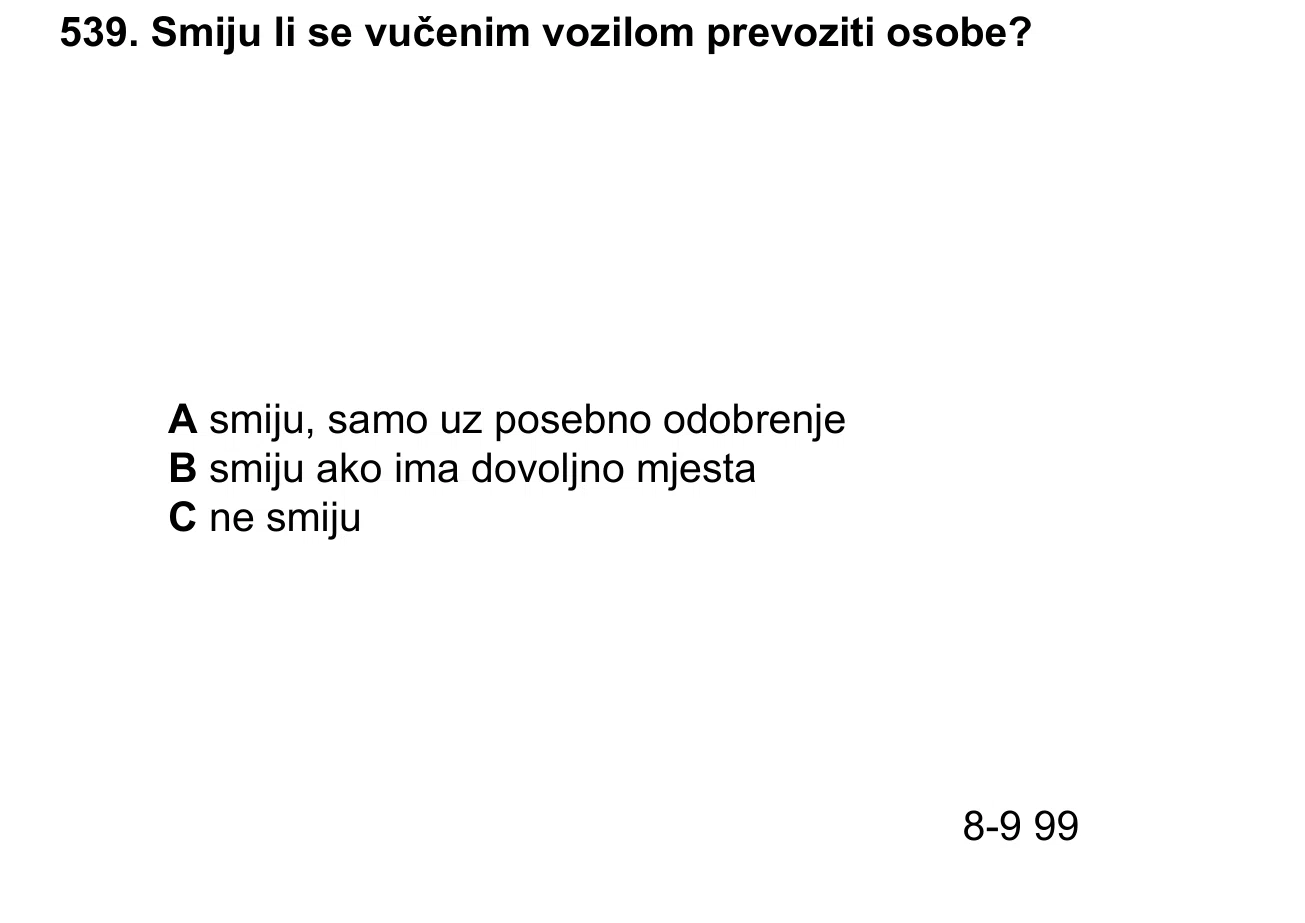 539. Smiju li se vučenim vozilom prevoziti osobe?
A smiju, samo uz posebno odobrenje
B smiju ako ima dovoljno mjesta
C ne smiju
8-9 99